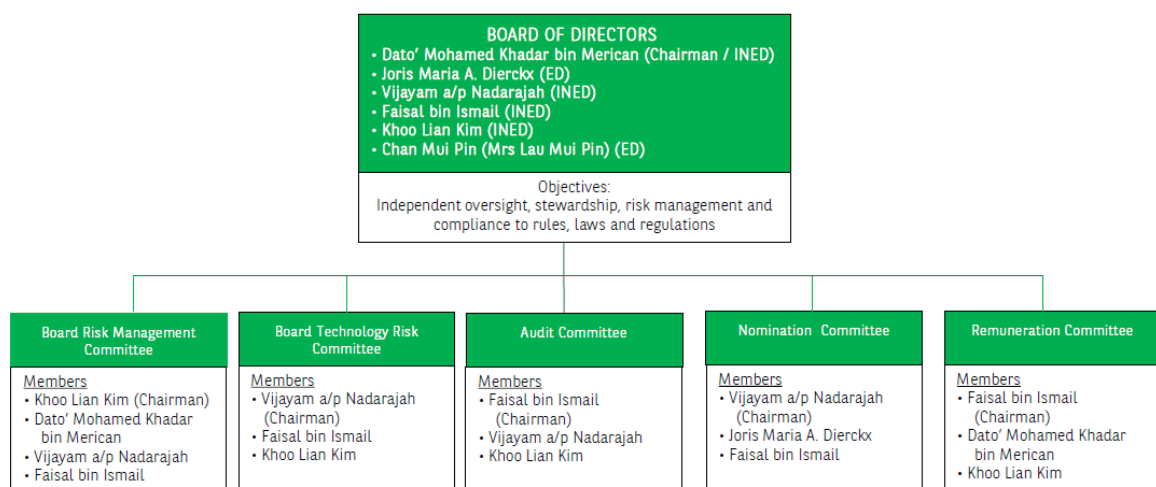 BOARD OF DIRECTORS
• Dato’ Mohamed Khadar bin Merican (Chairman / INED)
• Joris Maria A. Dierckx (ED)
• Vijayam a/p Nadarajah (INED)
• Faisal bin Ismail (INED)
• Khoo Lian Kim (INED)
• Chan Mui Pin (Mrs Lau Mui Pin) (ED)
Objectives:
Independent oversight, stewardship, risk management and
compliance to rules, laws and regulations
Board Risk Management
Committee
Members
• Khoo Lian Kim (Chairman)
• Dato’ Mohamed Khadar
bin Merican
• Vijayam a/p Nadarajah
• Faisal bin Ismail
Board Technology Risk
Committee
Members
• Vijayam a/p Nadarajah
(Chairman)
• Faisal bin Ismail
• Khoo Lian Kim
Audit Committee
Members
• Faisal bin Ismail
(Chairman)
• Vijayam a/p Nadarajah
• Khoo Lian Kim
Nomination Committee
Members
• Vijayam a/p Nadarajah
(Chairman)
• Joris Maria A. Dierckx
• Faisal bin Ismail
Remuneration Committee
Members
• Faisal bin Ismail
(Chairman)
• Dato’ Mohamed Khadar
bin Merican
• Khoo Lian Kim